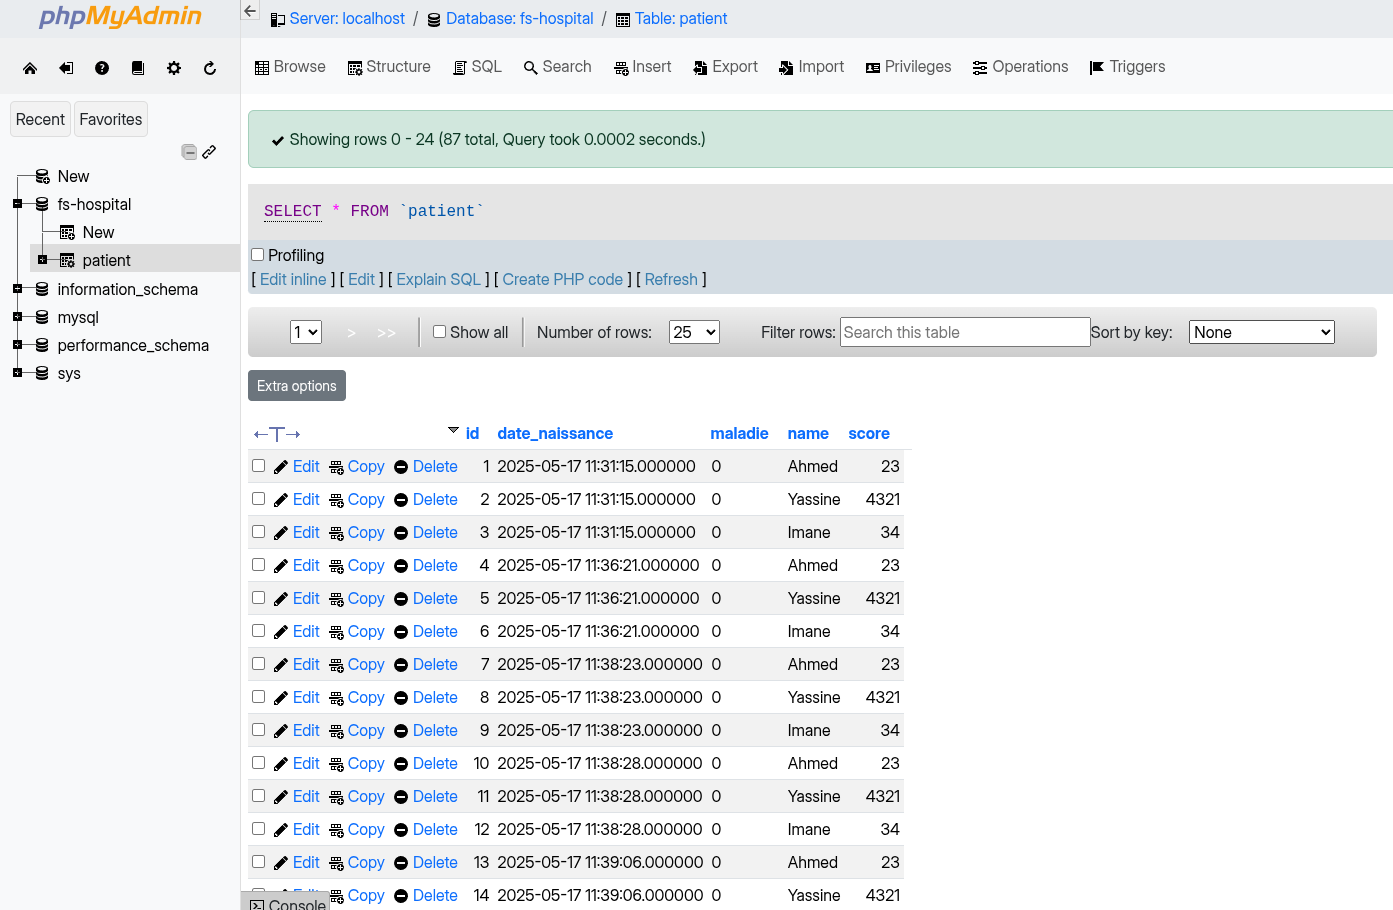 phpMyAdmin
Server: localhost / Database: fs-hospital / Table: patient
Browse Structure SQL Search Insert Export Import Privileges Operations Triggers
Recent Favorites
New
fs-hospital
New
patient
information_schema
mysql
performance_schema
sys
Showing rows 0 - 24 (87 total, Query took 0.0002 seconds.)
SELECT * FROM `patient`
Profiling
[ Edit inline ] [ Edit ] [ Explain SQL ] [ Create PHP code ] [ Refresh ]
1 > >> Show all Number of rows: 25 Filter rows: Search this table Sort by key: None
Extra options
←T→ id date_naissance maladie name score
Edit Copy Delete 1 2025-05-17 11:31:15.000000 0 Ahmed 23
Edit Copy Delete 2 2025-05-17 11:31:15.000000 0 Yassine 4321
Edit Copy Delete 3 2025-05-17 11:31:15.000000 0 Imane 34
Edit Copy Delete 4 2025-05-17 11:36:21.000000 0 Ahmed 23
Edit Copy Delete 5 2025-05-17 11:36:21.000000 0 Yassine 4321
Edit Copy Delete 6 2025-05-17 11:36:21.000000 0 Imane 34
Edit Copy Delete 7 2025-05-17 11:38:23.000000 0 Ahmed 23
Edit Copy Delete 8 2025-05-17 11:38:23.000000 0 Yassine 4321
Edit Copy Delete 9 2025-05-17 11:38:23.000000 0 Imane 34
Edit Copy Delete 10 2025-05-17 11:38:28.000000 0 Ahmed 23
Edit Copy Delete 11 2025-05-17 11:38:28.000000 0 Yassine 4321
Edit Copy Delete 12 2025-05-17 11:38:28.000000 0 Imane 34
Edit Copy Delete 13 2025-05-17 11:39:06.000000 0 Ahmed 23
Edit Copy Delete 14 2025-05-17 11:39:06.000000 0 Yassine 4321
Console